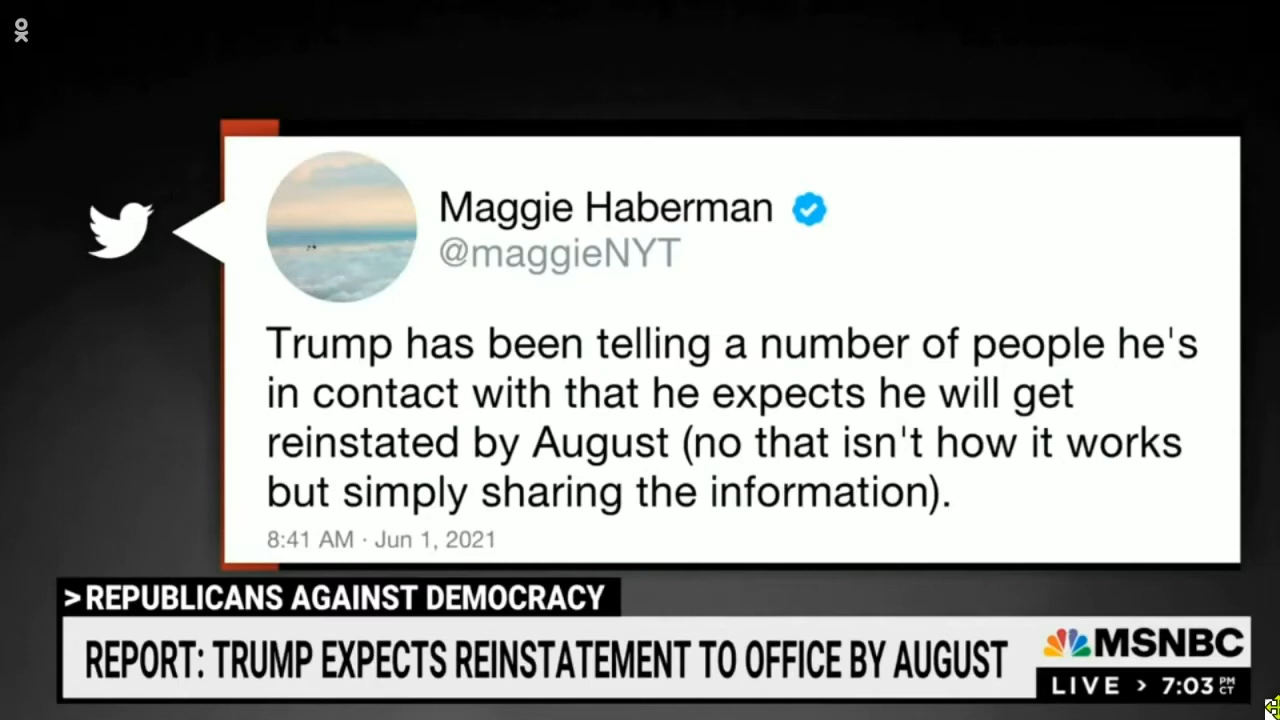 Maggie Haberman
@maggieNYT
Trump has been telling a number of people he's
in contact with that he expects he will get
reinstated by August (no that isn't how it works
but simply sharing the information).
8:41 AM · Jun 1, 2021
>REPUBLICANS AGAINST DEMOCRACY
REPORT: TRUMP EXPECTS REINSTATEMENT TO OFFICE BY AUGUST
MSNBC
LIVE > 7:03 PM CT